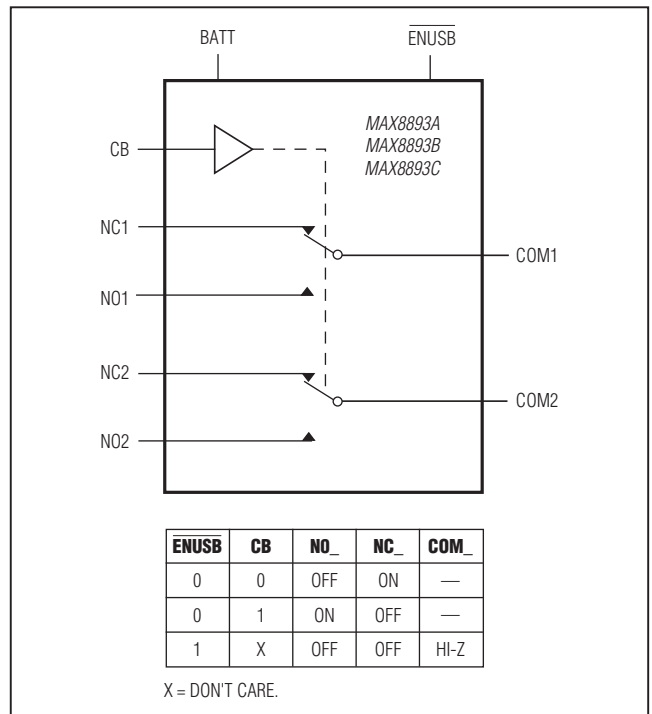 BATT ENUSB
MAX8893A
MAX8893B
MAX8893C
CB
NC1
COM1
NO1
NC2
COM2
NO2
ENUSB CB NO_ NC_ COM_
0 0 OFF ON —
0 1 ON OFF —
1 X OFF OFF HI-Z
X = DON'T CARE.